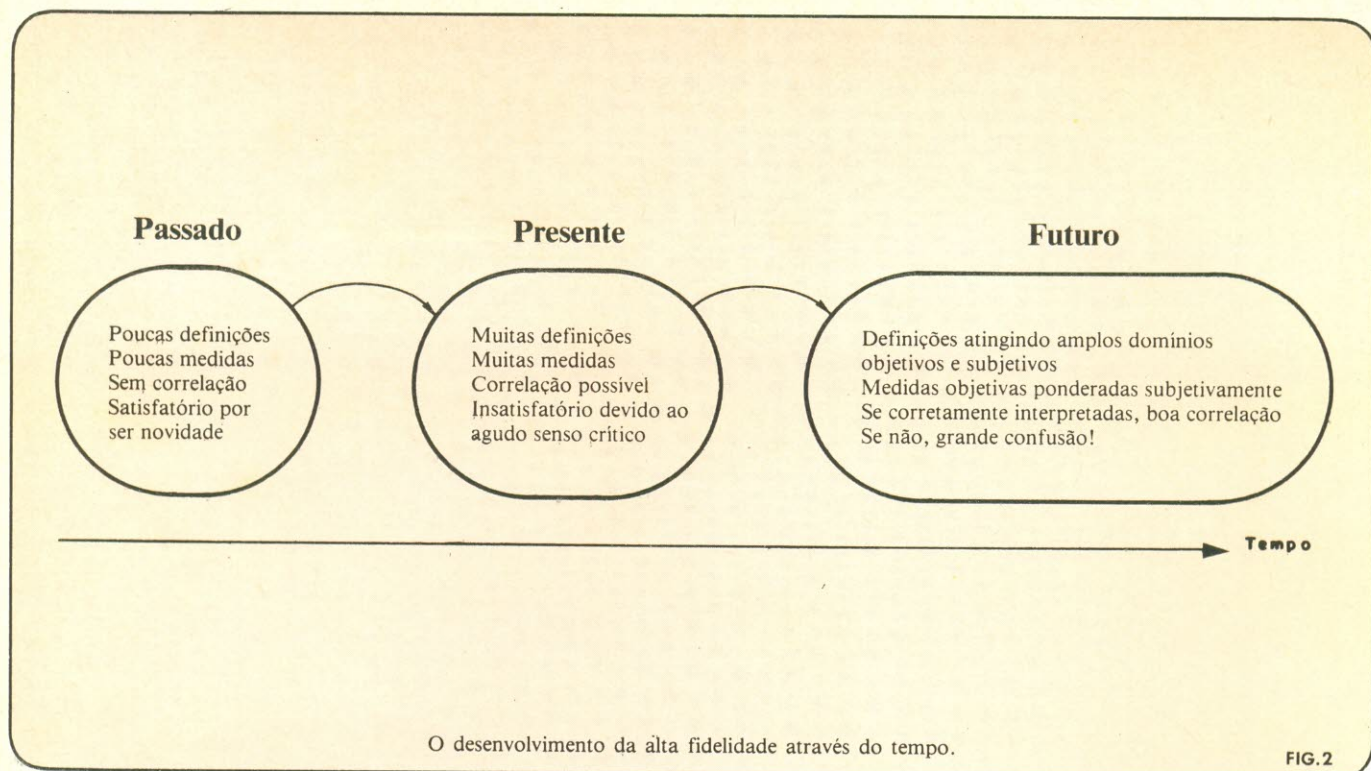 Passado
Poucas definições
Poucas medidas
Sem correlação
Satisfatório por
ser novidade
Presente
Muitas definições
Muitas medidas
Correlação possível
Insatisfatório devido ao
agudo senso crítico
Futuro
Definições atingindo amplos domínios
objetivos e subjetivos
Medidas objetivas ponderadas subjetivamente
Se corretamente interpretadas, boa correlação
Se não, grande confusão!
Tempo
O desenvolvimento da alta fidelidade através do tempo.
FIG.2